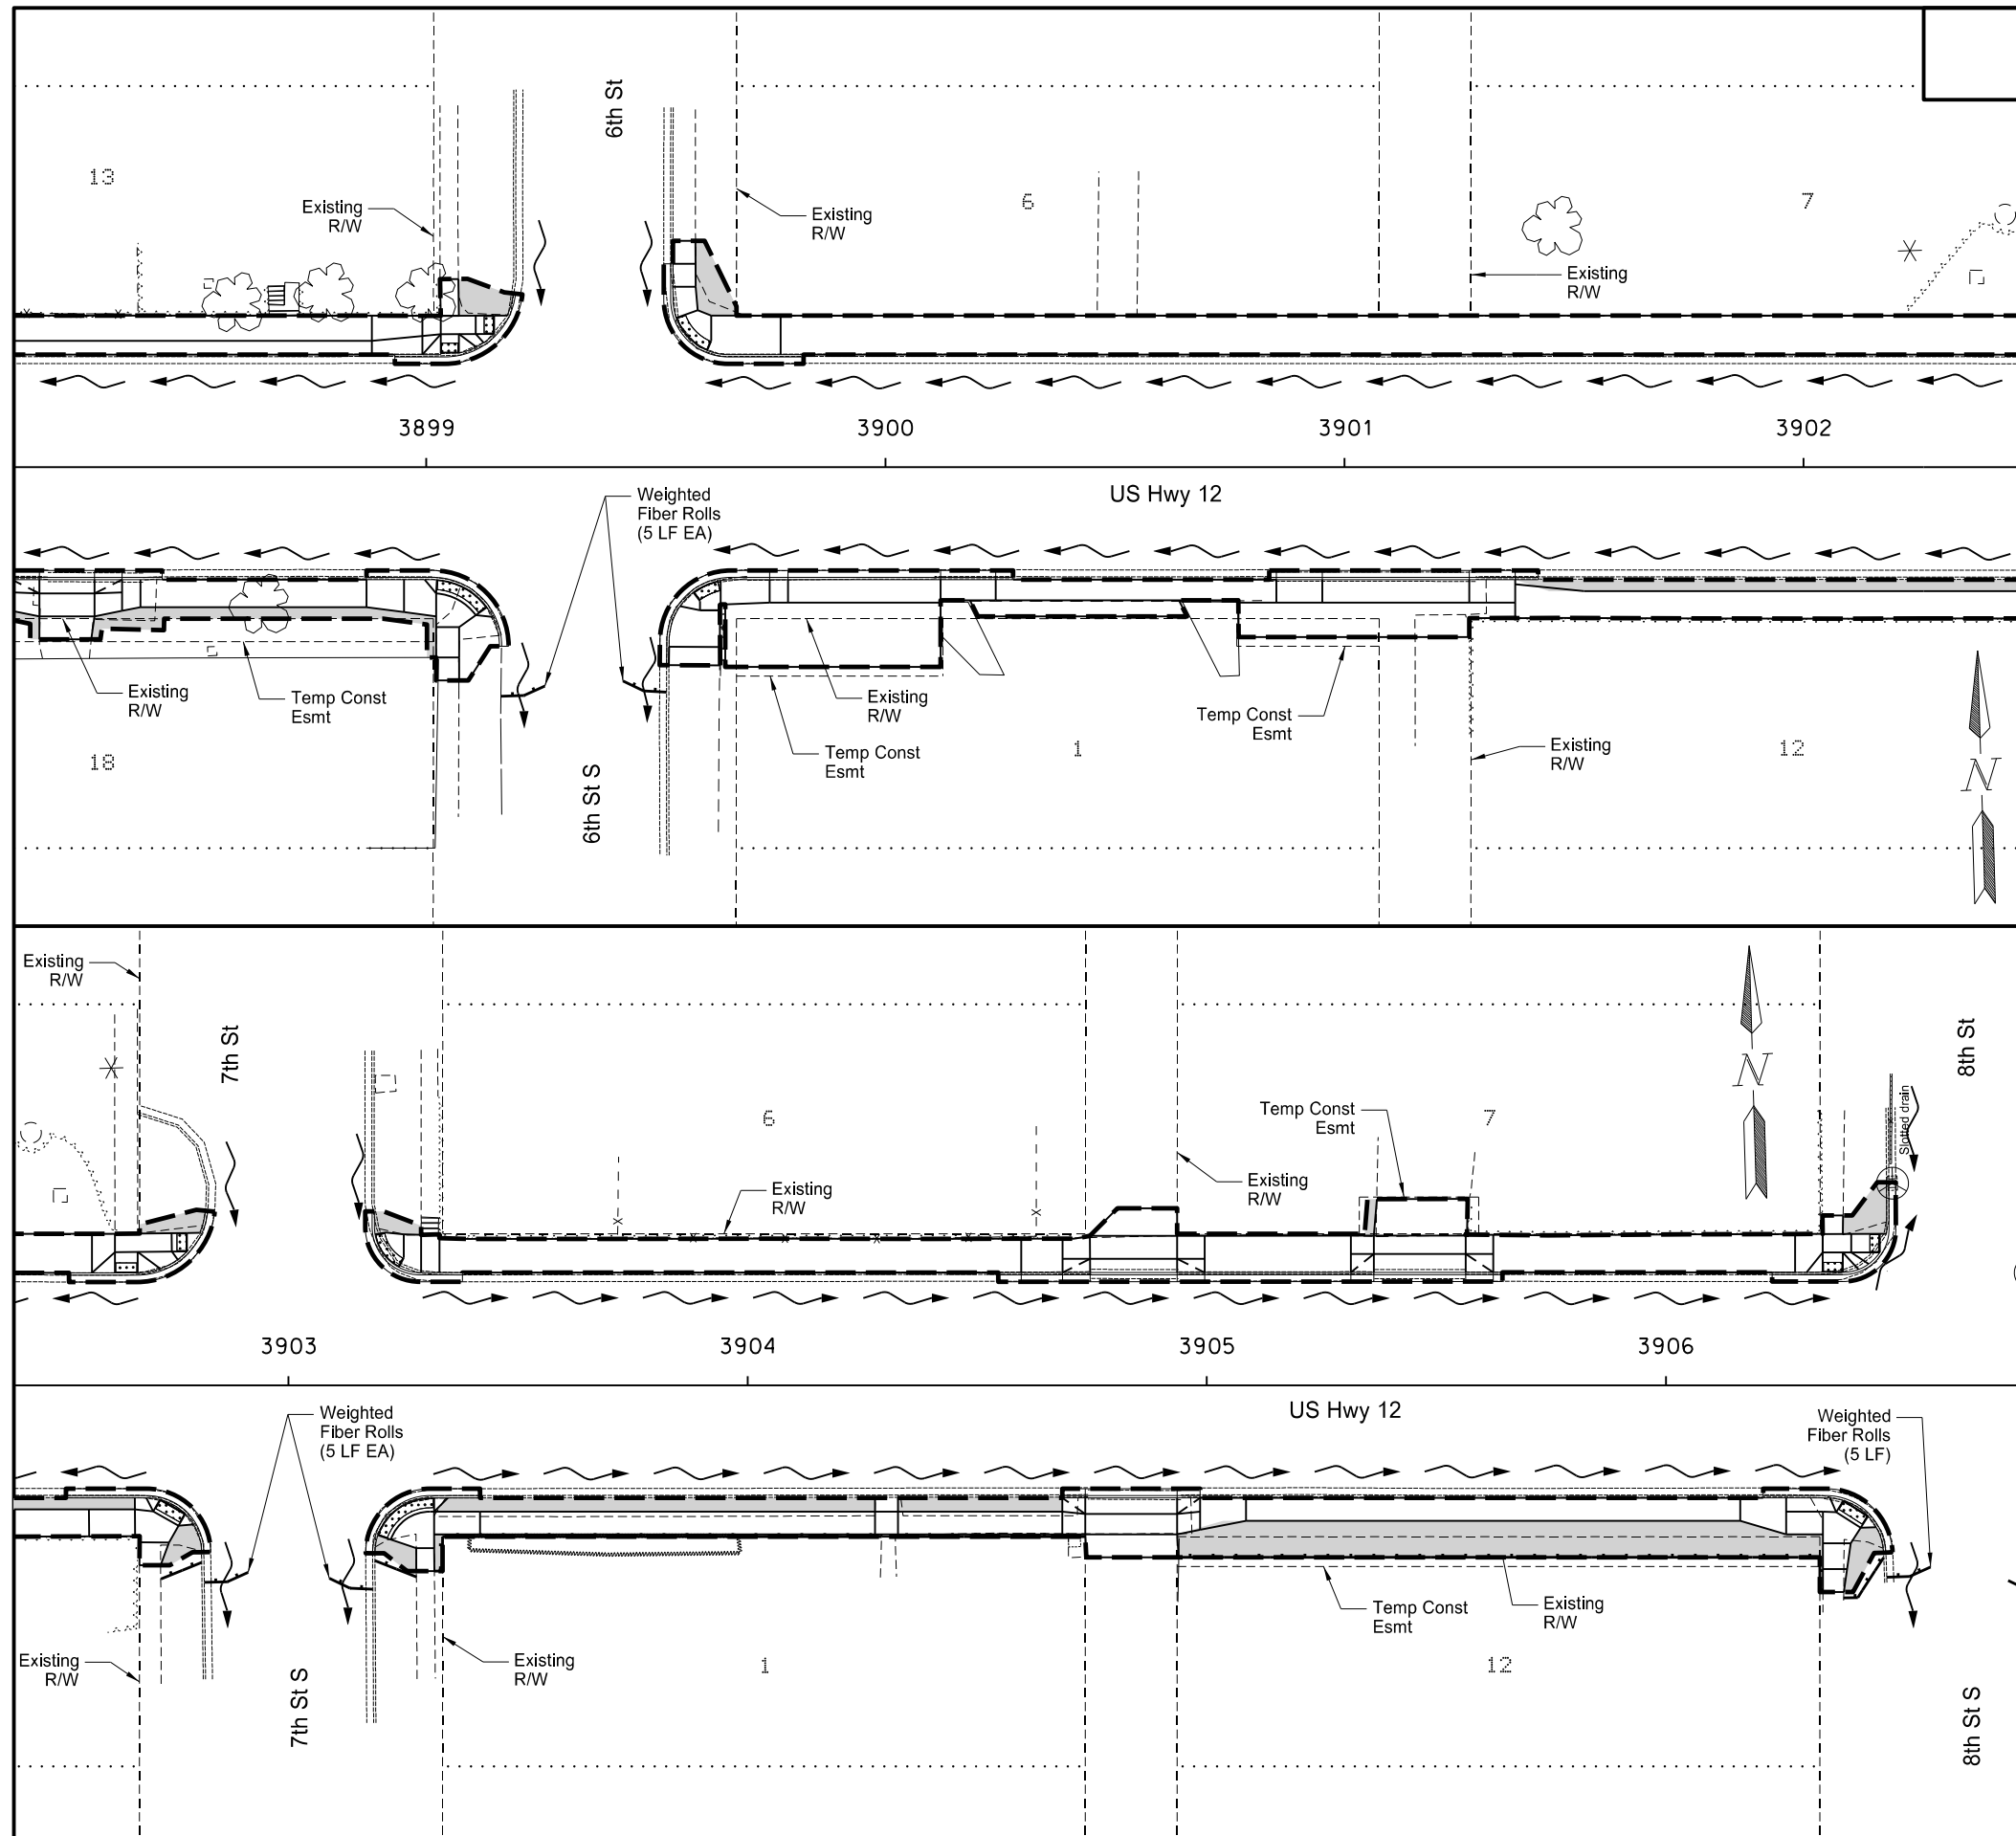 6th St
13
Existing
R/W
Existing
R/W
6
7
Existing
R/W
3899
3900
3901
3902
US Hwy 12
Weighted
Fiber Rolls
(5 LF EA)
Existing
R/W
Temp Const
Esmt
Existing
R/W
Temp Const
Esmt
Temp Const
Esmt
Existing
R/W
18
1
12
6th St S
N
Existing
R/W
7th St
6
Existing
R/W
Existing
R/W
Temp Const
Esmt
7
N
8th St
Slotted drain
3903
3904
3905
3906
US Hwy 12
Weighted
Fiber Rolls
(5 LF EA)
Weighted
Fiber Rolls
(5 LF)
Existing
R/W
7th St S
Existing
R/W
1
Temp Const
Esmt
Existing
R/W
12
8th St S